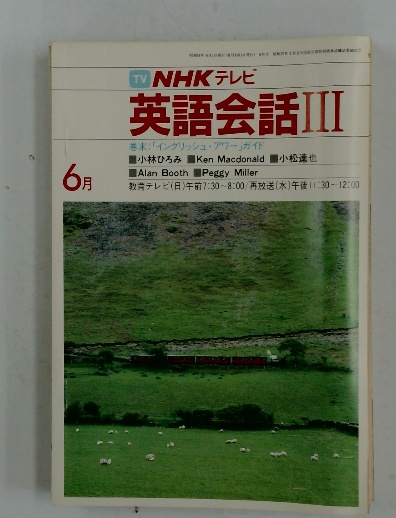 TV NHKテレビ
英語会話III
巻末:「イングリッシュ・アワー」ガイド
■小林ひろみ ■Ken Macdonald ■小松達也
■Alan Booth ■Peggy Miller
6月
教育テレビ(日)午前7:30〜8:00/再放送(水)午後11:30〜12:00